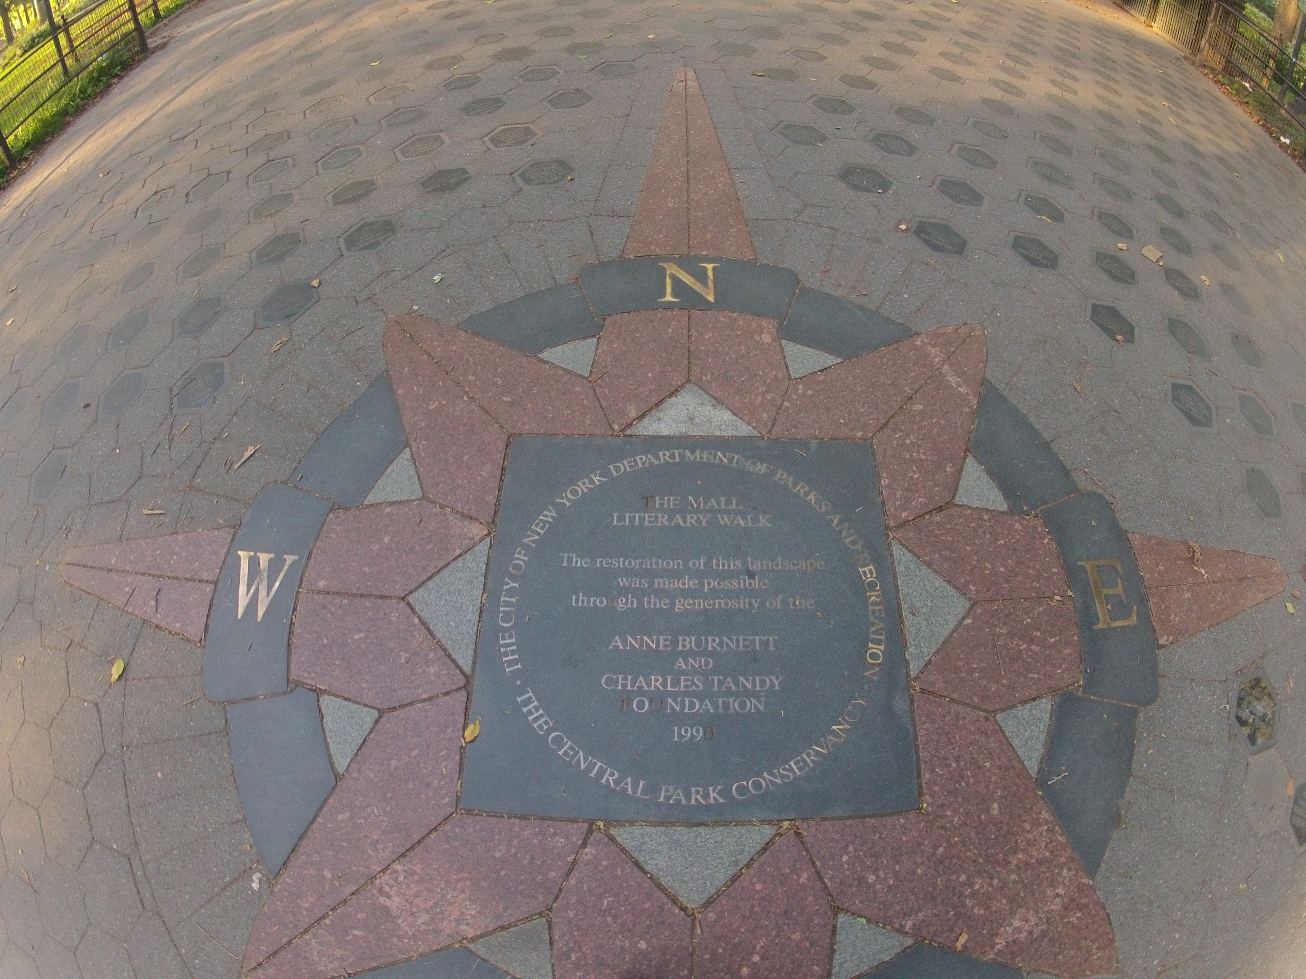 N
W
E
THE CITY OF NEW YORK DEPARTMENT OF PARKS AND RECREATION ·
THE CENTRAL PARK CONSERVANCY ·
THE MALL
LITERARY WALK
The restoration of this landscape
was made possible
through the generosity of the
ANNE BURNETT
AND
CHARLES TANDY
FOUNDATION
1990